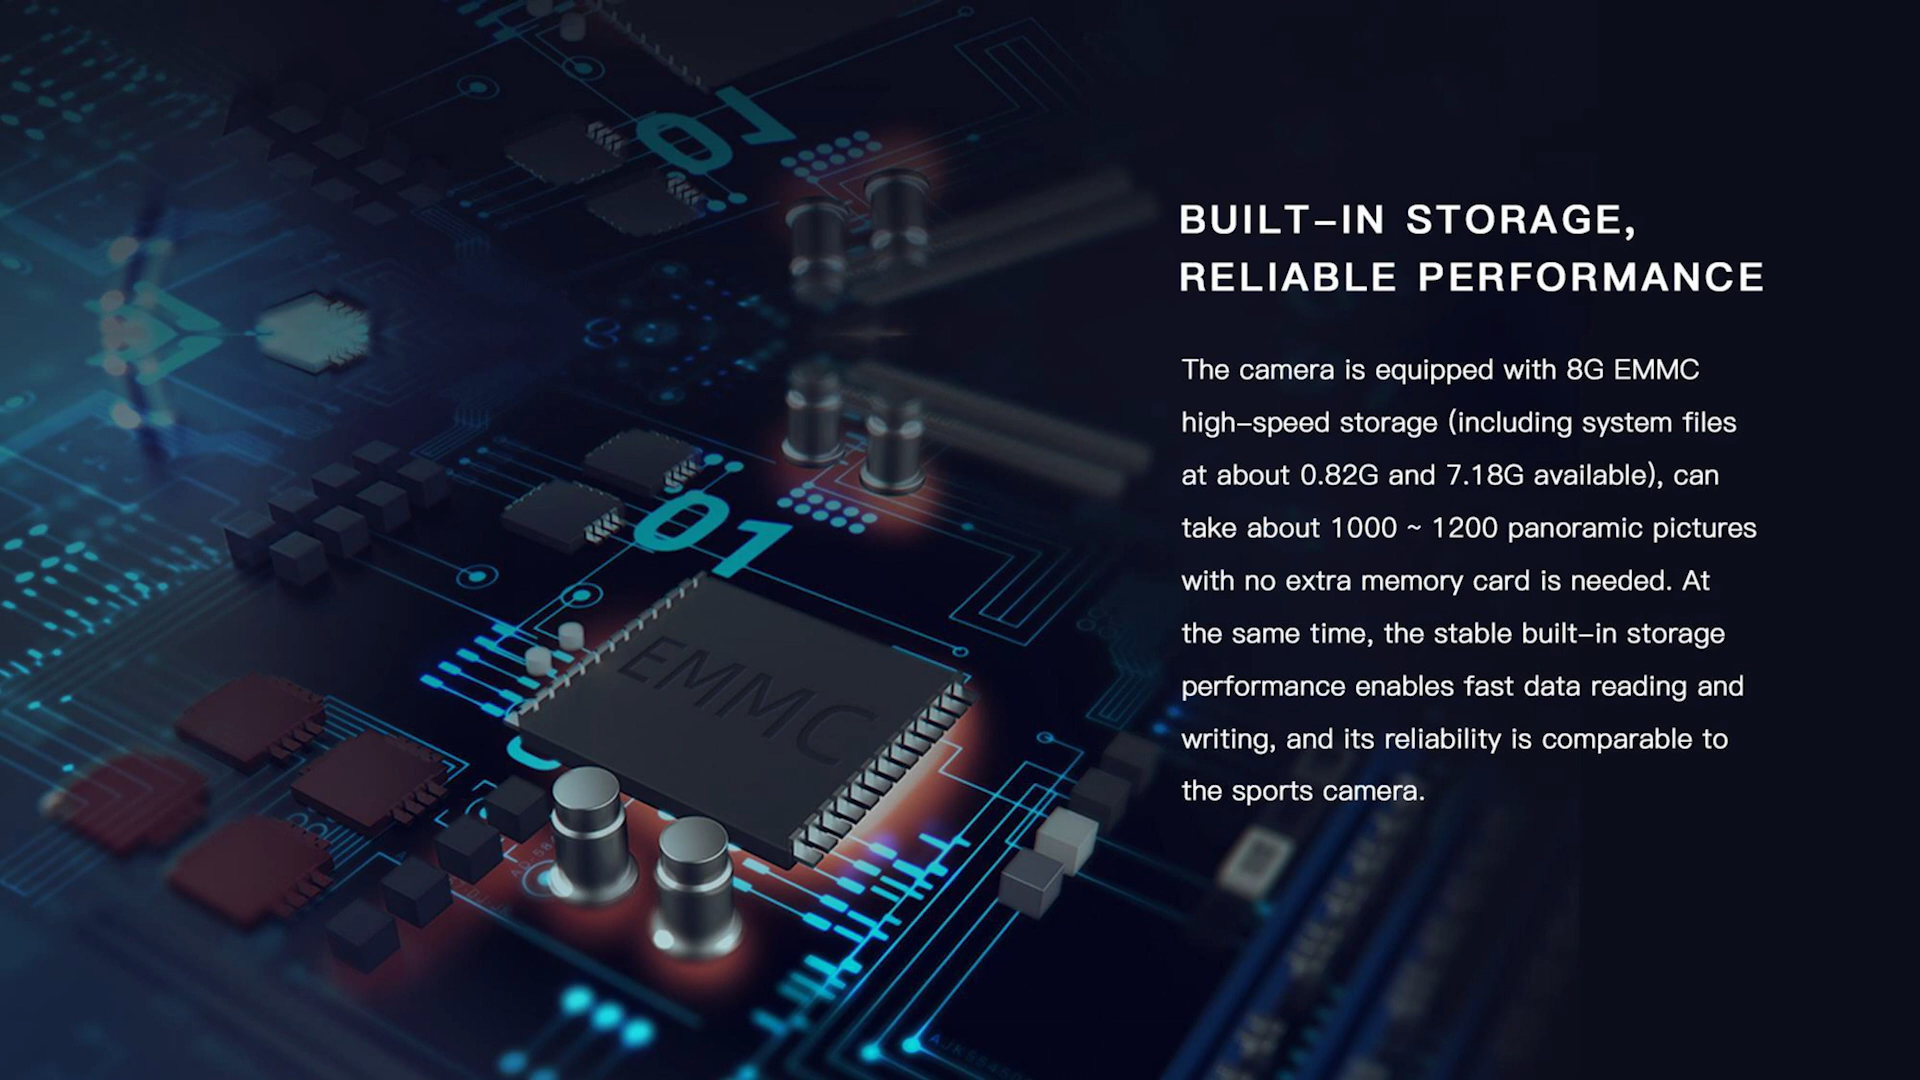 01
01
EMMC
BUILT–IN STORAGE,
RELIABLE PERFORMANCE
The camera is equipped with 8G EMMC
high–speed storage (including system files
at about 0.82G and 7.18G available), can
take about 1000 ~ 1200 panoramic pictures
with no extra memory card is needed. At
the same time, the stable built–in storage
performance enables fast data reading and
writing, and its reliability is comparable to
the sports camera.